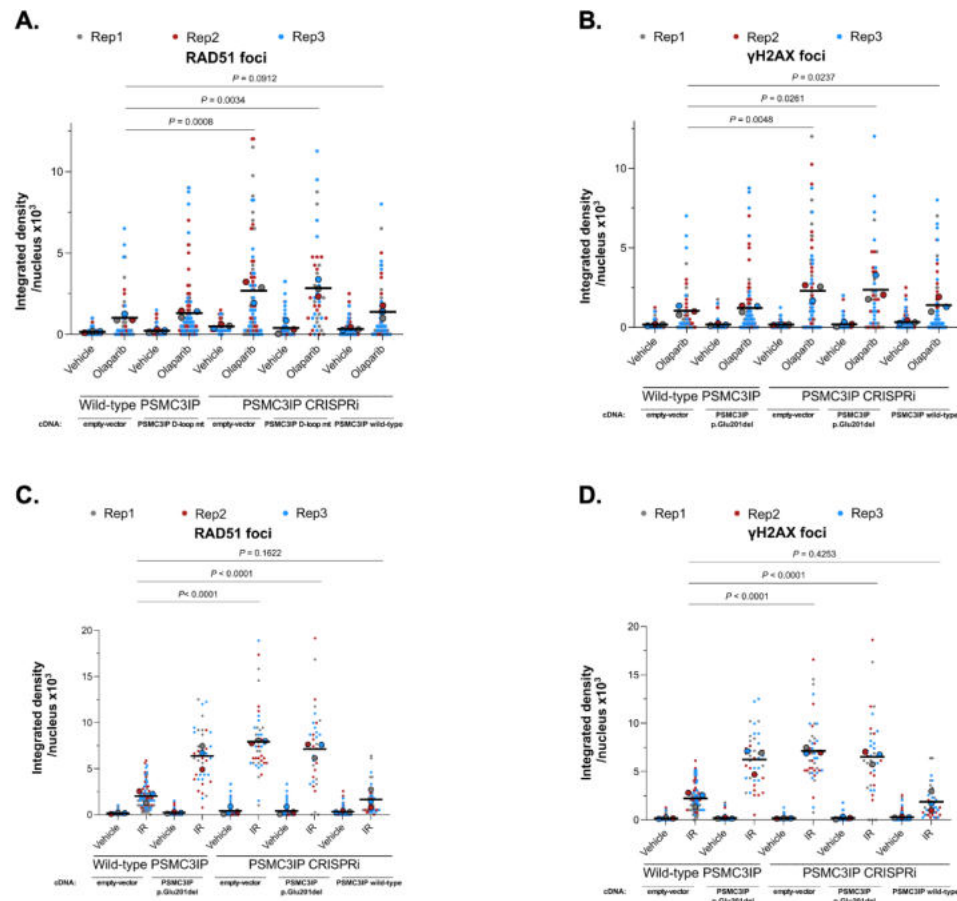 A.
Rep1 Rep2 Rep3
RAD51 foci
P = 0.0912
P = 0.0034
P = 0.0008
Integrated density
/nucleus x10³
10
5
0
Vehicle Olaparib Vehicle Olaparib Vehicle Olaparib Vehicle Olaparib Vehicle Olaparib
Wild-type PSMC3IP PSMC3IP CRISPRi
cDNA: empty-vector PSMC3IP D-loop mt empty-vector PSMC3IP D-loop mt PSMC3IP wild-type
B.
Rep1 Rep2 Rep3
γH2AX foci
P = 0.0237
P = 0.0261
P = 0.0048
Integrated density
/nucleus x10³
10
5
0
Vehicle Olaparib Vehicle Olaparib Vehicle Olaparib Vehicle Olaparib Vehicle Olaparib
Wild-type PSMC3IP PSMC3IP CRISPRi
cDNA: empty-vector PSMC3IP empty-vector PSMC3IP PSMC3IP wild-type
p.Glu201del p.Glu201del
C.
Rep1 Rep2 Rep3
RAD51 foci
P = 0.1622
P < 0.0001
P< 0.0001
Integrated density
/nucleus x10³
20
15
10
5
0
Vehicle IR Vehicle IR Vehicle IR Vehicle IR Vehicle IR
Wild-type PSMC3IP PSMC3IP CRISPRi
cDNA: empty-vector PSMC3IP empty-vector PSMC3IP PSMC3IP wild-type
p.Glu201del p.Glu201del
D.
Rep1 Rep2 Rep3
γH2AX foci
P = 0.4253
P < 0.0001
P < 0.0001
Integrated density
/nucleus x10³
20
15
10
5
0
Vehicle IR Vehicle IR Vehicle IR Vehicle IR Vehicle IR
Wild-type PSMC3IP PSMC3IP CRISPRi
cDNA: empty-vector PSMC3IP empty-vector PSMC3IP PSMC3IP wild-type
p.Glu201del p.Glu201del